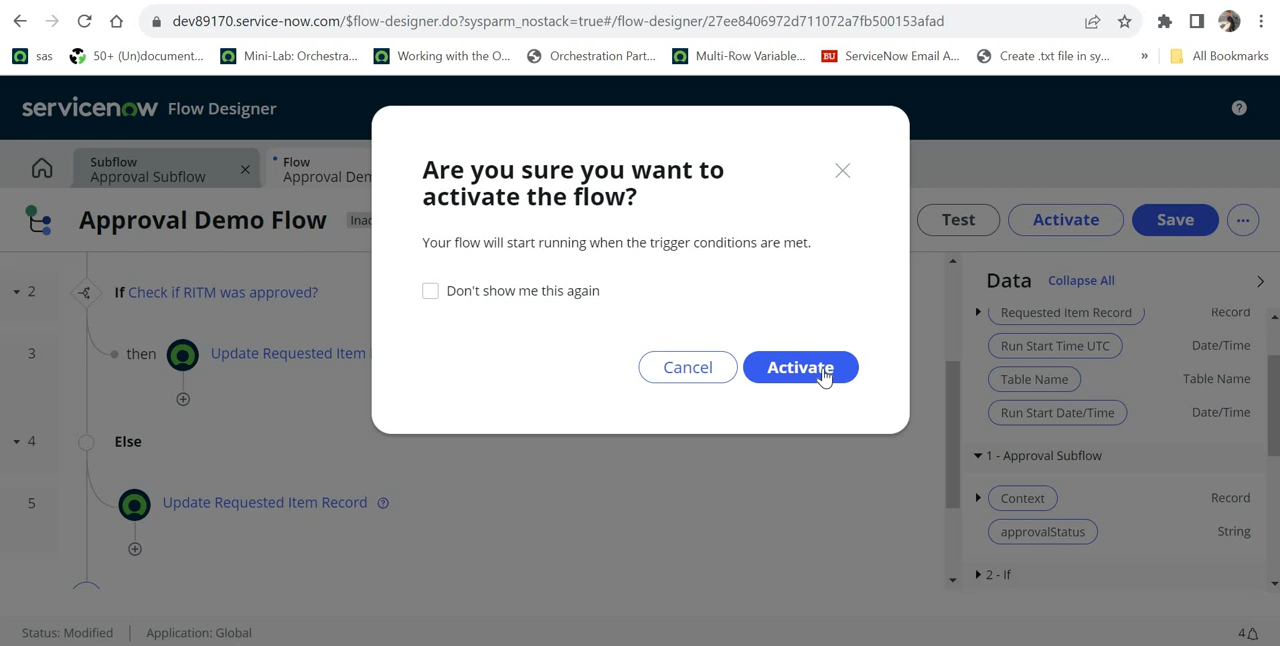 dev89170.service-now.com/$flow-designer.do?sysparm_nostack=true#/flow-designer/27ee8406972d711072a7fb500153afad
sas
50+ (Un)document...
Mini-Lab: Orchestra...
Working with the O...
Orchestration Part...
Multi-Row Variable...
BU
ServiceNow Email A...
Create .txt file in sy...
»
All Bookmarks
servicenow Flow Designer
?
Subflow
Approval Subflow
Flow
Approval Dem
Approval Demo Flow
Inac
Test
Activate
Save
...
Are you sure you want to
activate the flow?
Your flow will start running when the trigger conditions are met.
Don't show me this again
Cancel
Activate
2
If Check if RITM was approved?
3
then
Update Requested Item
4
Else
5
Update Requested Item Record
Data
Collapse All
Requested Item Record
Record
Run Start Time UTC
Date/Time
Table Name
Table Name
Run Start Date/Time
Date/Time
1 - Approval Subflow
Context
Record
approvalStatus
String
2 - If
Status: Modified
Application: Global
4